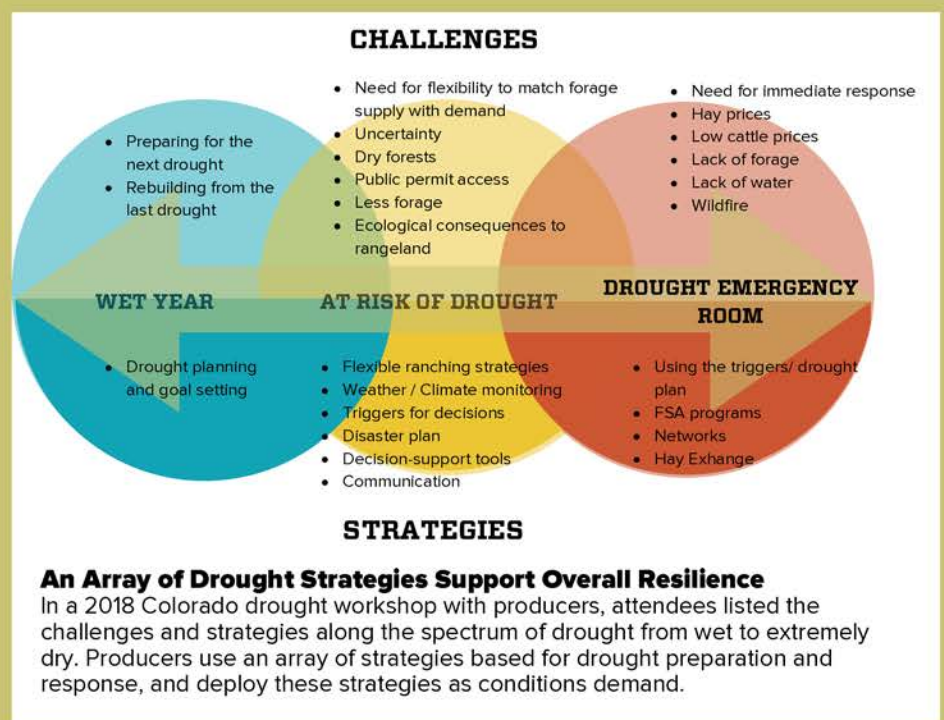 CHALLENGES
• Preparing for the
next drought
• Rebuilding from the
last drought
• Need for flexibility to match forage
supply with demand
• Uncertainty
• Dry forests
• Public permit access
• Less forage
• Ecological consequences to
rangeland
• Need for immediate response
• Hay prices
• Low cattle prices
• Lack of forage
• Lack of water
• Wildfire
WET YEAR
AT RISK OF DROUGHT
DROUGHT EMERGENCY
ROOM
• Drought planning
and goal setting
• Flexible ranching strategies
• Weather / Climate monitoring
• Triggers for decisions
• Disaster plan
• Decision-support tools
• Communication
• Using the triggers/ drought
plan
• FSA programs
• Networks
• Hay Exhange
STRATEGIES
An Array of Drought Strategies Support Overall Resilience
In a 2018 Colorado drought workshop with producers, attendees listed the
challenges and strategies along the spectrum of drought from wet to extremely
dry. Producers use an array of strategies based for drought preparation and
response, and deploy these strategies as conditions demand.